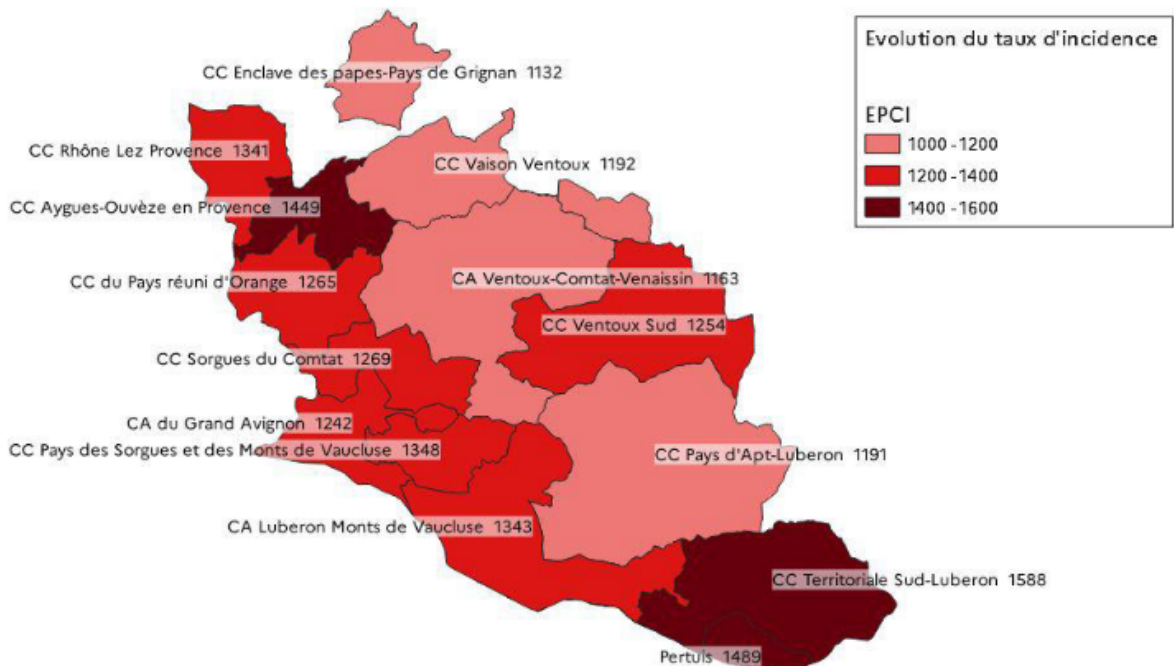 Evolution du taux d'incidence
EPCI
1000 - 1200
1200 - 1400
1400 - 1600
CC Enclave des papes-Pays de Grignan 1132
CC Rhône Lez Provence 1341
CC Vaison Ventoux 1192
CC Aygues-Ouvèze en Provence 1449
CC du Pays réuni d'Orange 1265
CA Ventoux-Comtat-Venaissin 1163
CC Ventoux Sud 1254
CC Sorgues du Comtat 1269
CA du Grand Avignon 1242
CC Pays des Sorgues et des Monts de Vaucluse 1348
CC Pays d'Apt-Luberon 1191
CA Luberon Monts de Vaucluse 1343
CC Territoriale Sud-Luberon 1588
Pertuis 1489